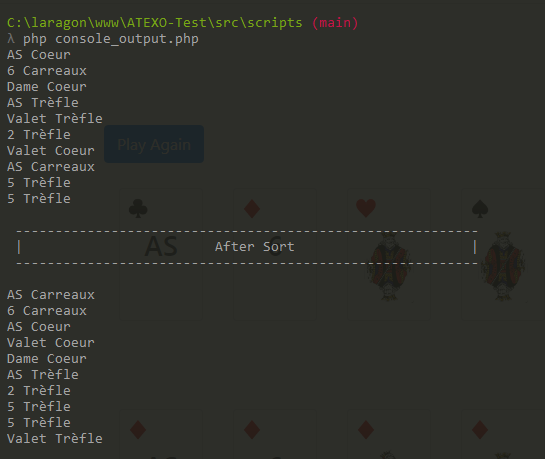 C:\laragon\www\ATEXO-Test\src\scripts (main)
λ php console_output.php
AS Coeur
6 Carreaux
Dame Coeur
AS Trèfle
Valet Trèfle
2 Trèfle
Valet Coeur
AS Carreaux
5 Trèfle
5 Trèfle
Play Again
-----------------------------------------------------------
| After Sort |
-----------------------------------------------------------
AS
6
AS Carreaux
6 Carreaux
AS Coeur
Valet Coeur
Dame Coeur
AS Trèfle
2 Trèfle
5 Trèfle
5 Trèfle
Valet Trèfle